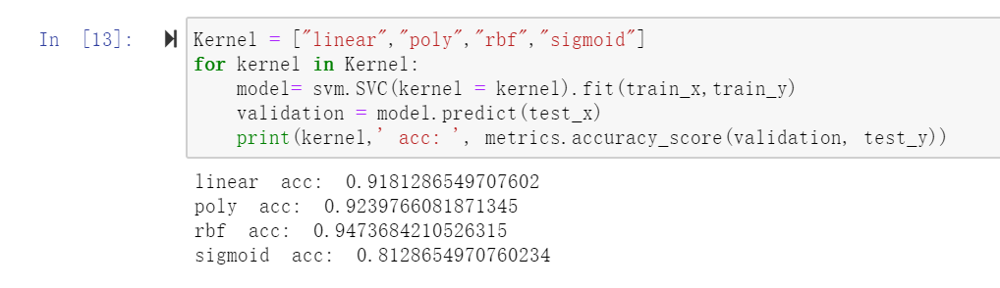 In [13]: Kernel = ["linear","poly","rbf","sigmoid"]
for kernel in Kernel:
    model= svm.SVC(kernel = kernel).fit(train_x,train_y)
    validation = model.predict(test_x)
    print(kernel,' acc: ', metrics.accuracy_score(validation, test_y))
linear  acc:  0.9181286549707602
poly  acc:  0.9239766081871345
rbf  acc:  0.9473684210526315
sigmoid  acc:  0.8128654970760234